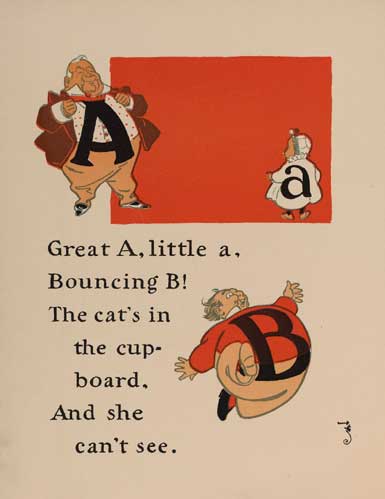 A
a
Great A, little a,
Bouncing B!
The cat's in
the cup-
board,
And she
can't see.
B